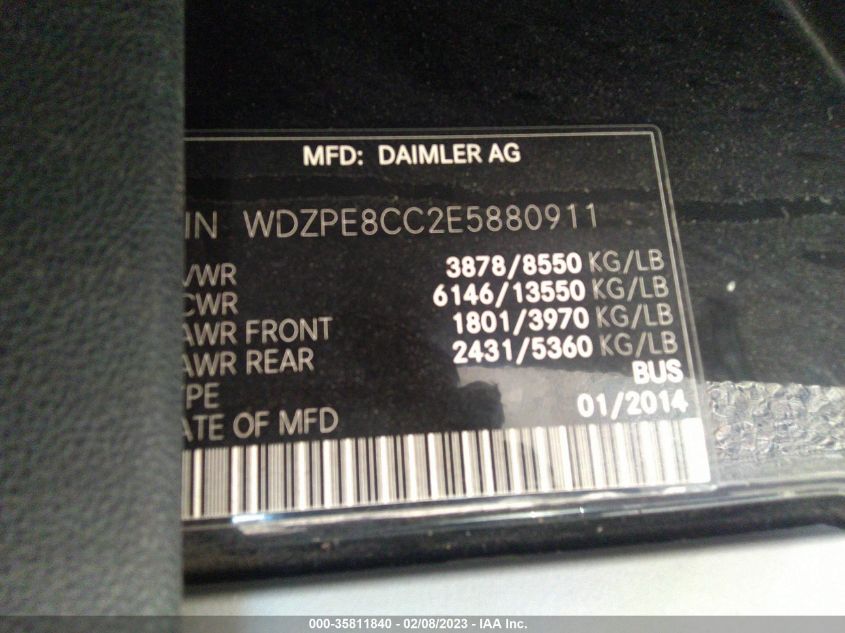 MFD: DAIMLER AG
IN WDZPE8CC2E5880911
VWR 3878/8550 KG/LB
CWR 6146/13550 KG/LB
AWR FRONT 1801/3970 KG/LB
AWR REAR 2431/5360 KG/LB
PE BUS
ATE OF MFD 01/2014
000-35811840 - 02/08/2023 - IAA Inc.